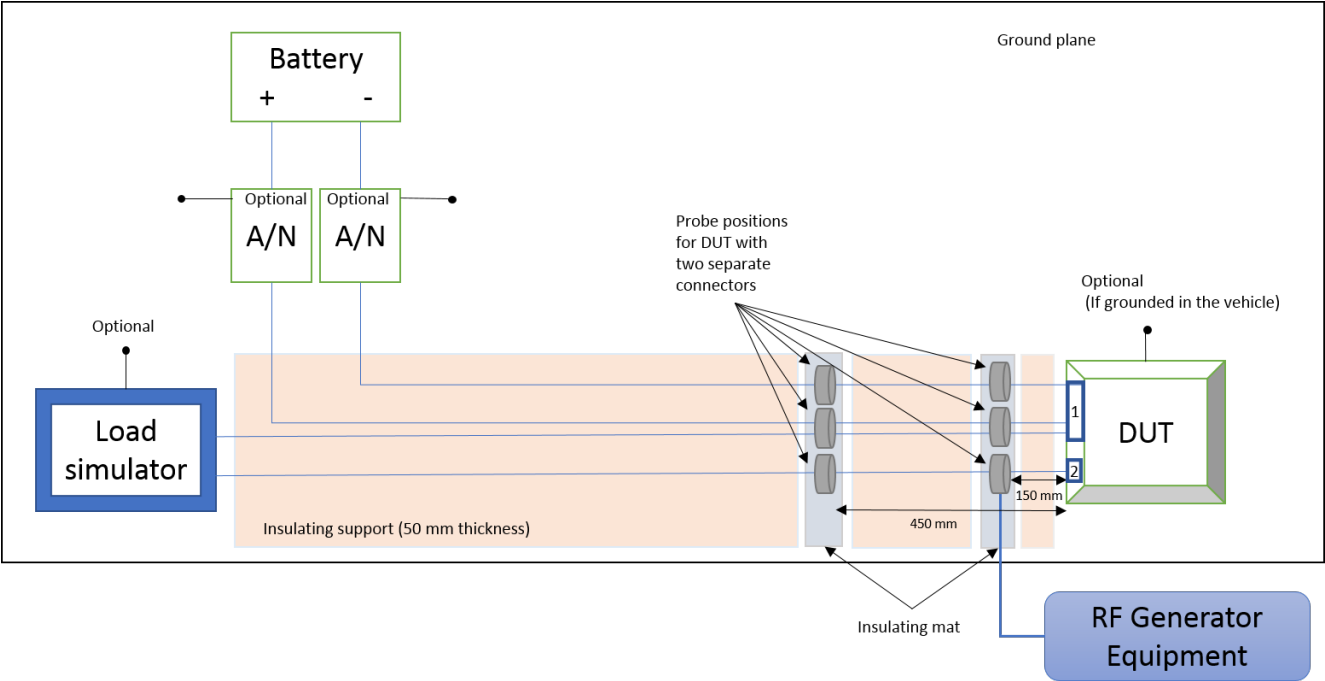 Ground plane
Battery
+ -
Optional
A/N
Optional
A/N
Probe positions
for DUT with
two separate
connectors
Optional
(If grounded in the vehicle)
Optional
Load
simulator
1
DUT
2
150 mm
450 mm
Insulating support (50 mm thickness)
Insulating mat
RF Generator
Equipment